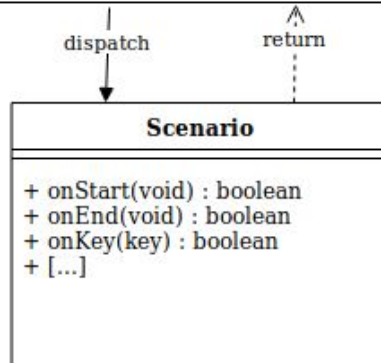 dispatch
return
Scenario
+ onStart(void) : boolean
+ onEnd(void) : boolean
+ onKey(key) : boolean
+ [...]